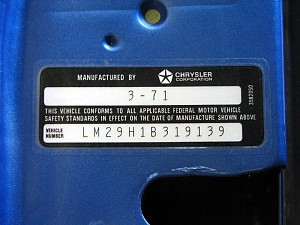 MANUFACTURED BY CHRYSLER CORPORATION
3-71
THIS VEHICLE CONFORMS TO ALL APPLICABLE FEDERAL MOTOR VEHICLE
SAFETY STANDARDS IN EFFECT ON THE DATE OF MANUFACTURE SHOWN ABOVE
VEHICLE NUMBER LM29H1B319139